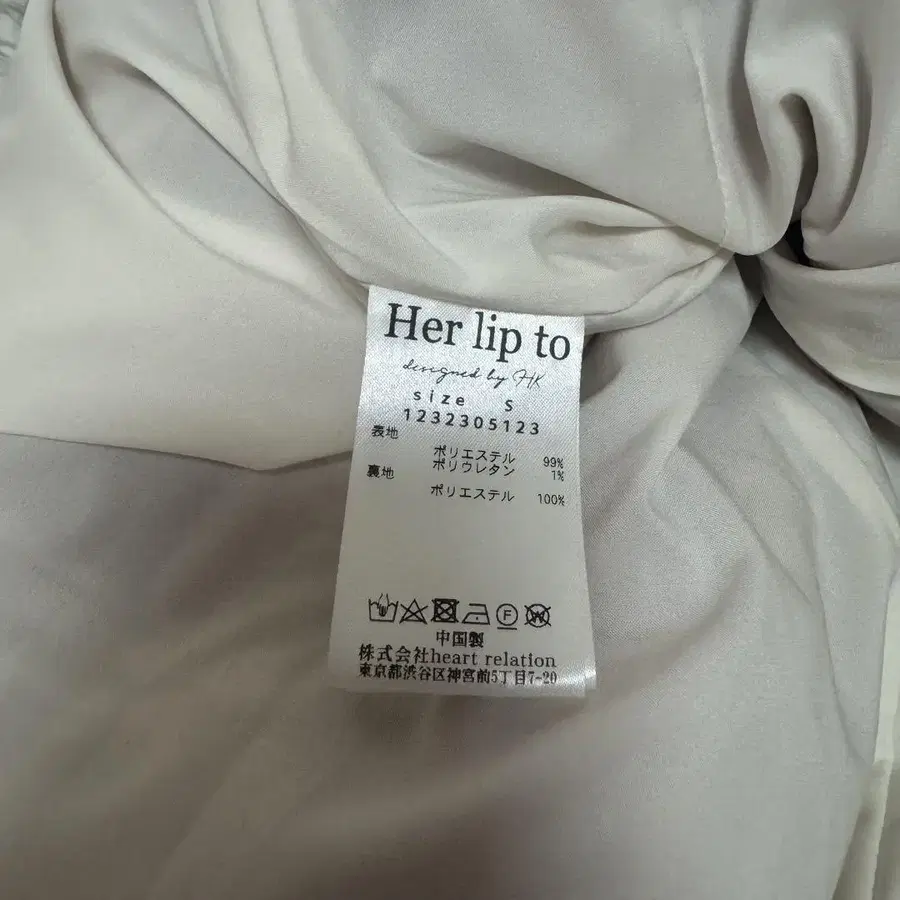 Her lip to
designed by HK
size S
1232305123
表地
ポリエステル 99%
ポリウレタン 1%
裏地
ポリエステル 100%
F W
中国製
株式会社heart relation
東京都渋谷区神宮前5丁目7-20